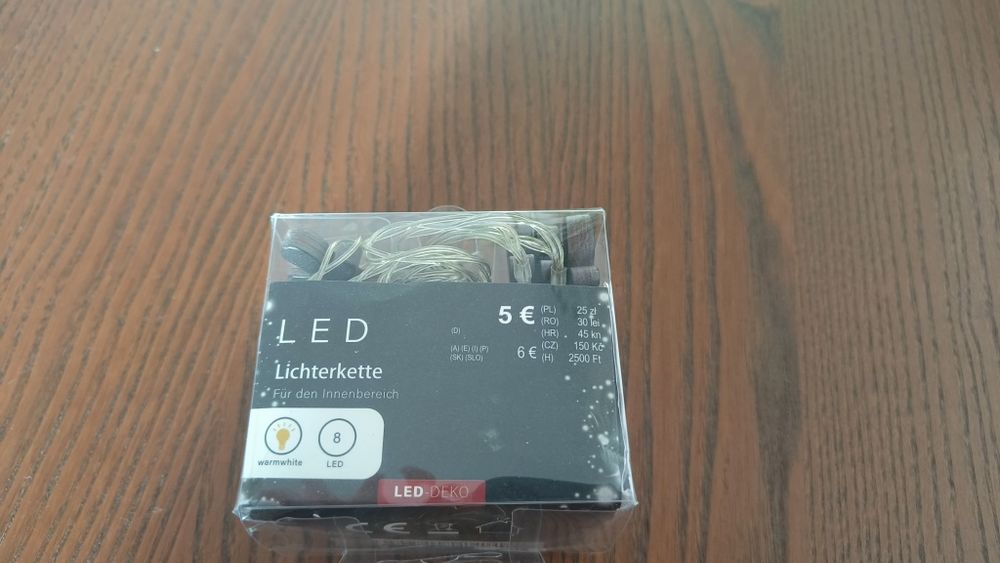 LED
Lichterkette
Für den Innenbereich
(D) 5 €
(A) (E) (I) (P)
(SK) (SLO) 6 €
(PL) 25 zł
(RO) 30 lei
(HR) 45 kn
(CZ) 150 Kč
(H) 2500 Ft
8
warmwhite LED
LED-DEKO
CE